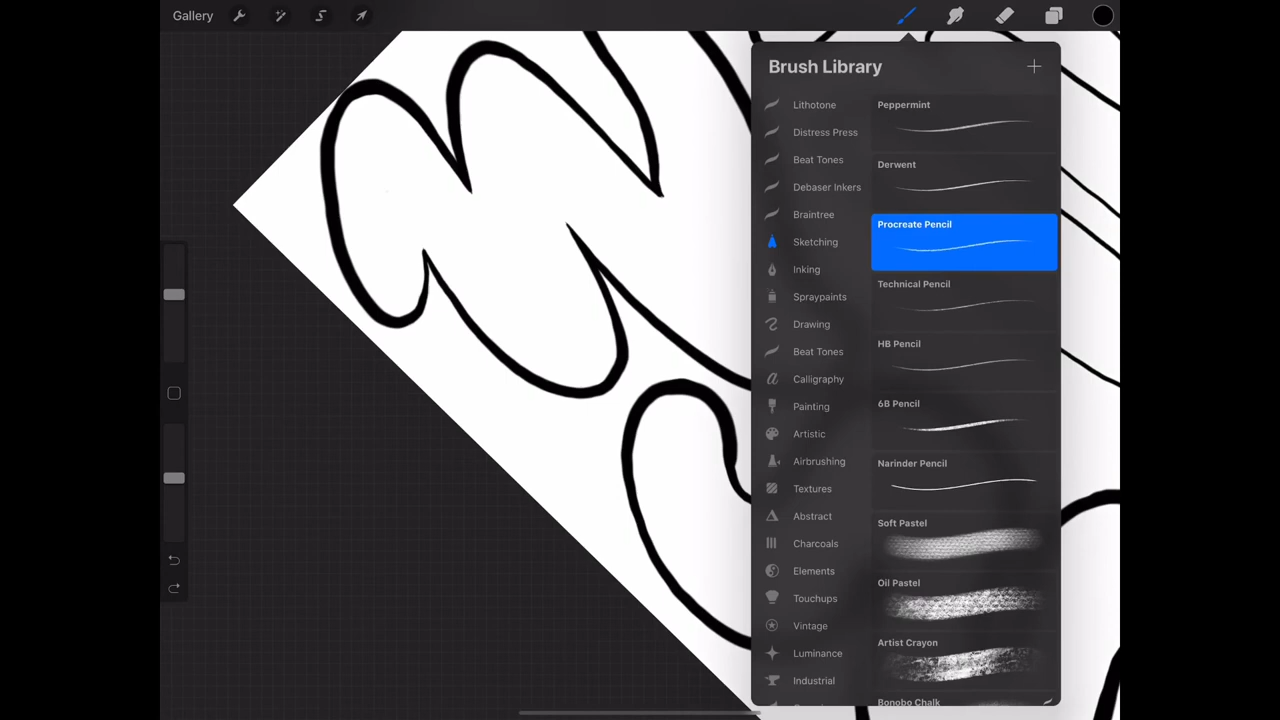 Gallery
Brush Library
Lithotone
Distress Press
Beat Tones
Debaser Inkers
Braintree
Sketching
Inking
Spraypaints
Drawing
Beat Tones
Calligraphy
Painting
Artistic
Airbrushing
Textures
Abstract
Charcoals
Elements
Touchups
Vintage
Luminance
Industrial
Peppermint
Derwent
Procreate Pencil
Technical Pencil
HB Pencil
6B Pencil
Narinder Pencil
Soft Pastel
Oil Pastel
Artist Crayon
Bonobo Chalk